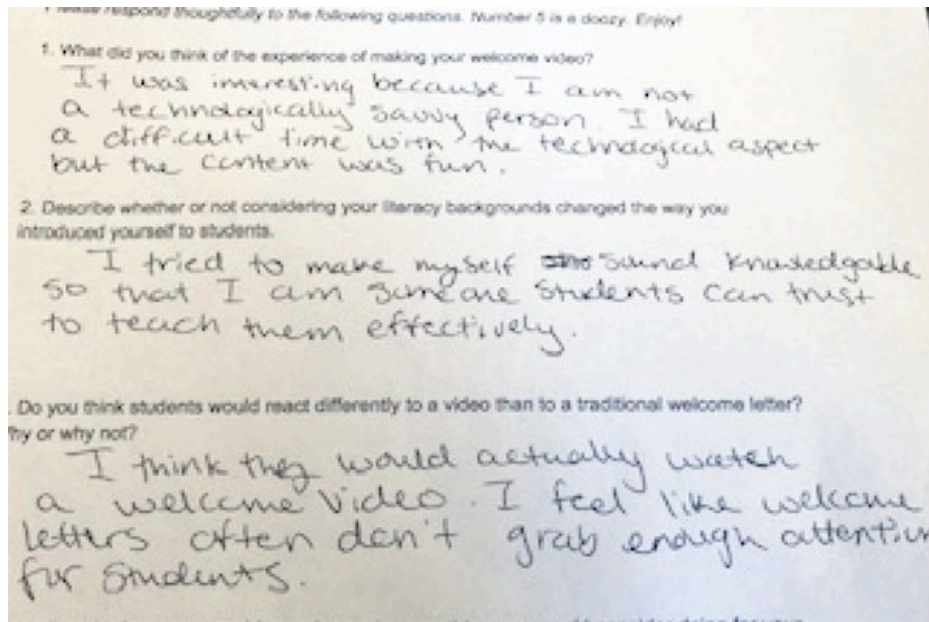 Please respond thoughtfully to the following questions. Number 5 is a doozy. Enjoy!
1. What did you think of the experience of making your welcome video?
It was interesting because I am not
a technologically savvy person I had
a difficult time with the technological aspect
but the content was fun.
2. Describe whether or not considering your literacy backgrounds changed the way you
introduced yourself to students.
I tried to make myself sound knowledgable
so that I am someone students can trust
to teach them effectively.
. Do you think students would react differently to a video than to a traditional welcome letter?
hy or why not?
I think they would actually watch
a welcome video. I feel like welcome
letters often don't grab enough attention
for students.